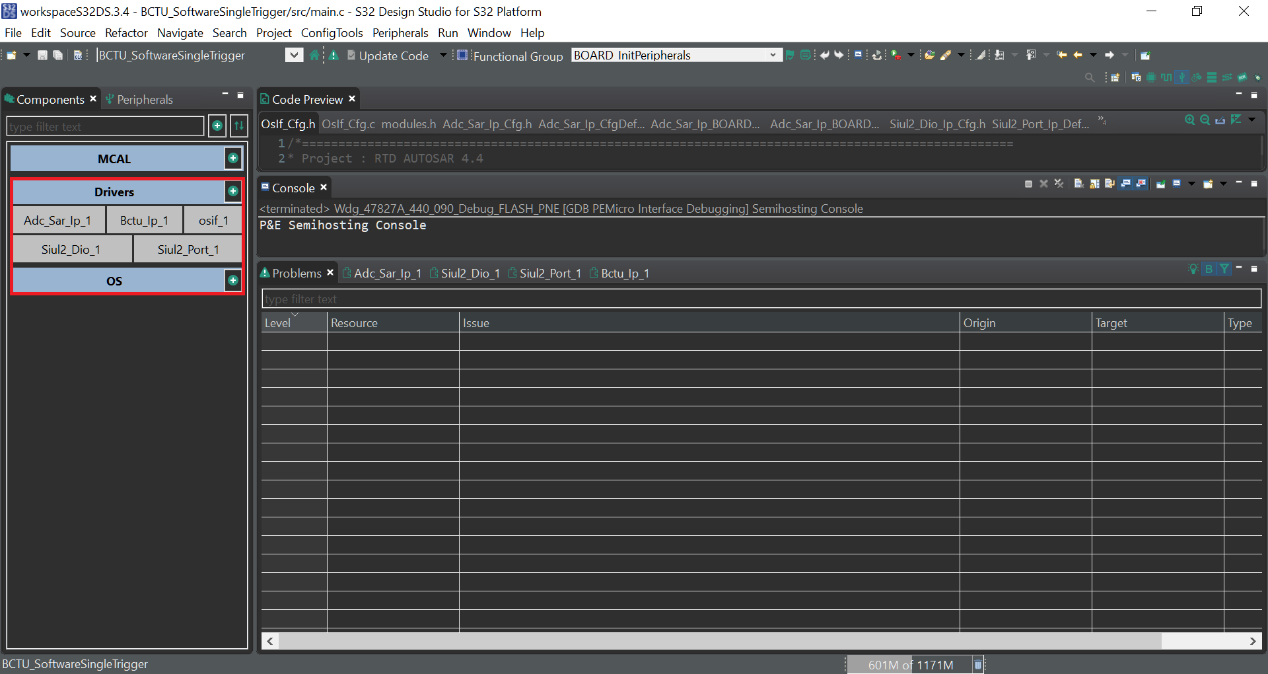 workspaceS32DS.3.4 - BCTU_SoftwareSingleTrigger/src/main.c - S32 Design Studio for S32 Platform
File Edit Source Refactor Navigate Search Project ConfigTools Peripherals Run Window Help
BCTU_SoftwareSingleTrigger Update Code Functional Group BOARD_InitPeripherals
Components Peripherals
type filter text
MCAL
Drivers
Adc_Sar_Ip_1 Bctu_Ip_1 osif_1
Siul2_Dio_1 Siul2_Port_1
OS
Code Preview
OsIf_Cfg.h OsIf_Cfg.c modules.h Adc_Sar_Ip_Cfg.h Adc_Sar_Ip_CfgDef... Adc_Sar_Ip_BOARD... Adc_Sar_Ip_BOARD... Siul2_Dio_Ip_Cfg.h Siul2_Port_Ip_Def... »4
1 /*==================================================================================================
2 * Project : RTD AUTOSAR 4.4
Console
<terminated> Wdg_47827A_440_090_Debug_FLASH_PNE [GDB PEMicro Interface Debugging] Semihosting Console
P&E Semihosting Console
Problems Adc_Sar_Ip_1 Siul2_Dio_1 Siul2_Port_1 Bctu_Ip_1
type filter text
Level Resource Issue Origin Target Type
BCTU_SoftwareSingleTrigger 601M of 1171M